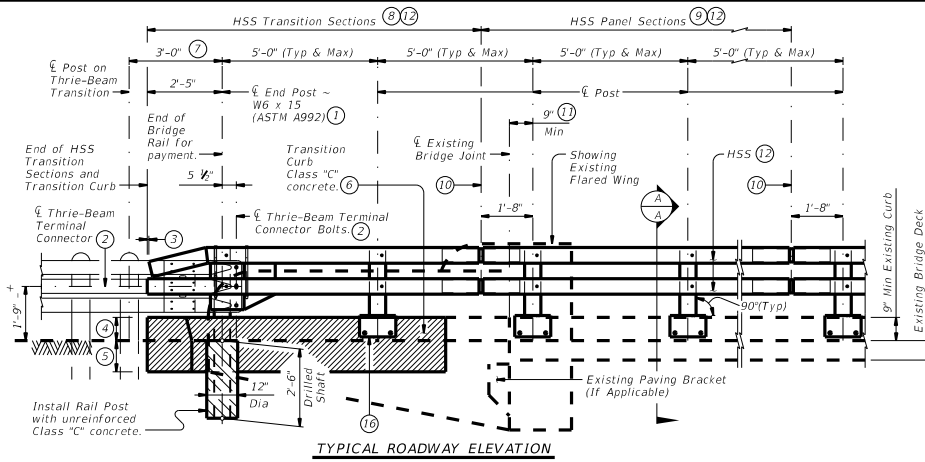 HSS Transition Sections 8 12
HSS Panel Sections 9 12
3'-0" 7
5'-0" (Typ & Max)
5'-0" (Typ & Max)
5'-0" (Typ & Max)
5'-0" (Typ & Max)
℄ Post on
Thrie-Beam
Transition
2'-5"
℄ End Post ~
W6 x 15
(ASTM A992) 1
℄ Post
9" 11
Min
End of
Bridge
Rail for
payment.
Transition
Curb
Class "C"
concrete. 6
℄ Existing
Bridge Joint
Showing
Existing
Flared Wing
HSS 12
End of HSS
Transition
Sections and
Transition Curb
5 ½"
10
10
A
A
1'-8"
1'-8"
℄ Thrie-Beam
Terminal
Connector 2
3
℄ Thrie-Beam Terminal
Connector Bolts. 2
1'-9" ±
4
5
90°(Typ)
9" Min Existing Curb
Existing Bridge Deck
12"
Dia
2'-6"
Drilled
Shaft
Install Rail Post
with unreinforced
Class "C" concrete.
16
Existing Paving Bracket
(If Applicable)
TYPICAL ROADWAY ELEVATION